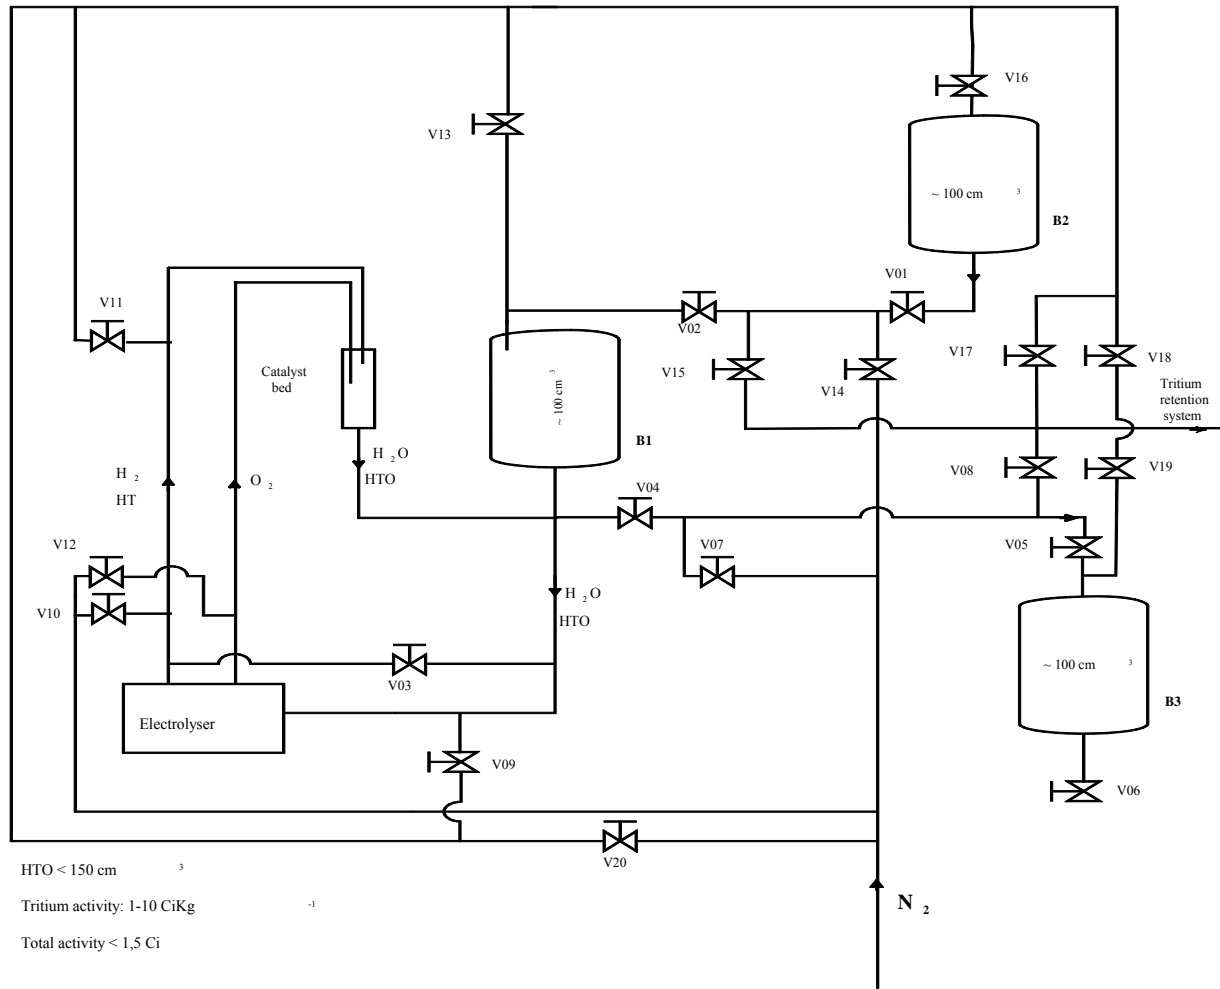 V16
V13
~ 100 cm 3
B2
V01
V11
V02
V17
V18
Catalyst
bed
V15
V14
Tritium
retention
system
~ 100 cm 3
B1
H 2 O
HTO
H 2
HT
O 2
V04
V08
V19
V12
V07
V05
V10
H 2 O
HTO
V03
~ 100 cm 3
B3
Electrolyser
V09
V06
V20
HTO < 150 cm 3
N 2
Tritium activity: 1-10 CiKg -1
Total activity < 1,5 Ci